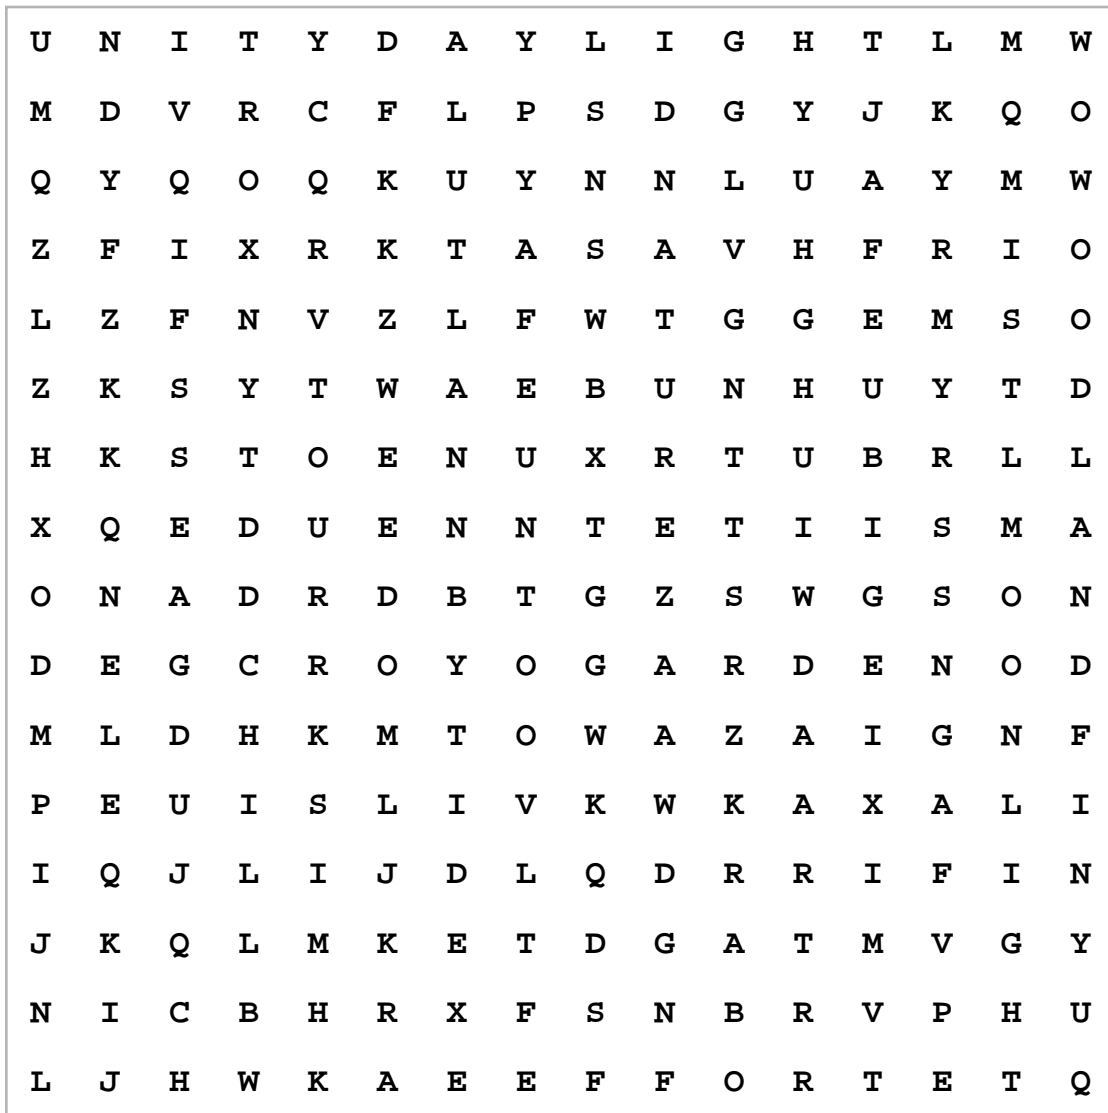 U N I T Y D A Y L I G H T L M W
M D V R C F L P S D G Y J K Q O
Q Y Q O Q K U Y N N L U A Y M W
Z F I X R K T A S A V H F R I O
L Z F N V Z L F W T G G E M S O
Z K S Y T W A E B U N H U Y T D
H K S T O E N U X R T U B R L L
X Q E D U E N N T E T I I S M A
O N A D R D B T G Z S W G S O N
D E G C R O Y O G A R D E N O D
M L D H K M T O W A Z A I G N F
P E U I S L I V K W K A X A L I
I Q J L I J D L Q D R R I F I N
J K Q L M K E T D G A T M V G Y
N I C B H R X F S N B R V P H U
L J H W K A E E F F O R T E T Q